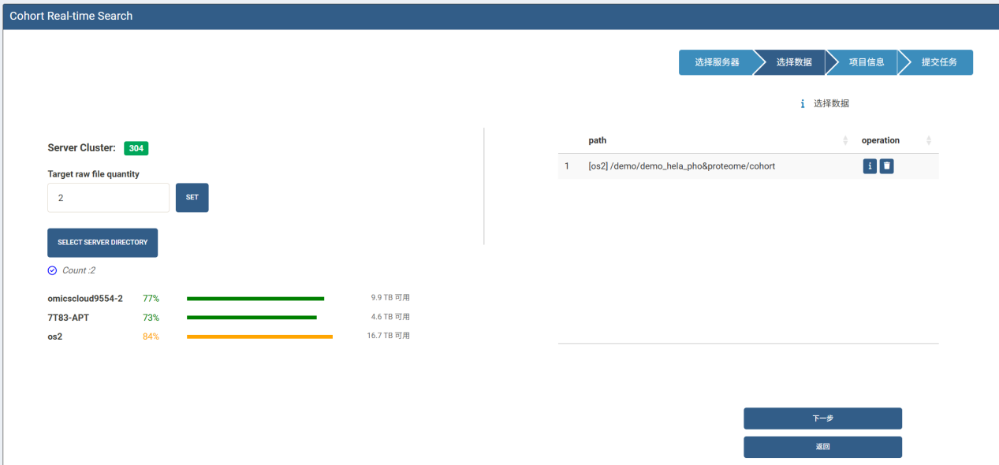 Cohort Real-time Search
选择服务器 选择数据 项目信息 提交任务
i 选择数据
Server Cluster: 304
Target raw file quantity
2 SET
SELECT SERVER DIRECTORY
Count :2
omicscloud9554-2 77% 9.9 TB 可用
7T83-APT 73% 4.6 TB 可用
os2 84% 16.7 TB 可用
path operation
1 [os2] /demo/demo_hela_pho&proteome/cohort i
下一步
返回